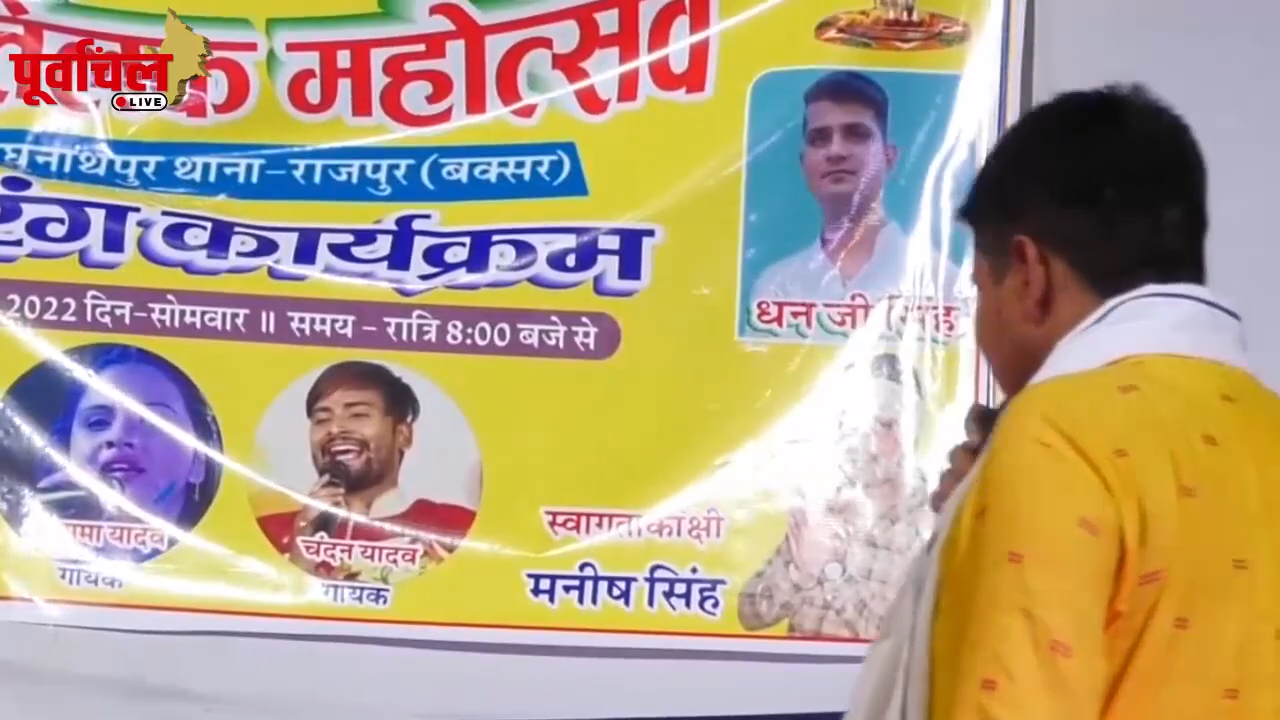 पूर्वांचल
LIVE
महोत्सव
थाना-राजपुर (बक्सर)
रंग कार्यक्रम
2022 दिन-सोमवार ॥ समय - रात्रि 8:00 बजे से
धन जी सिंह
यादव
गायक
चंदन यादव
गायक
स्वागताकांक्षी
मनीष सिंह